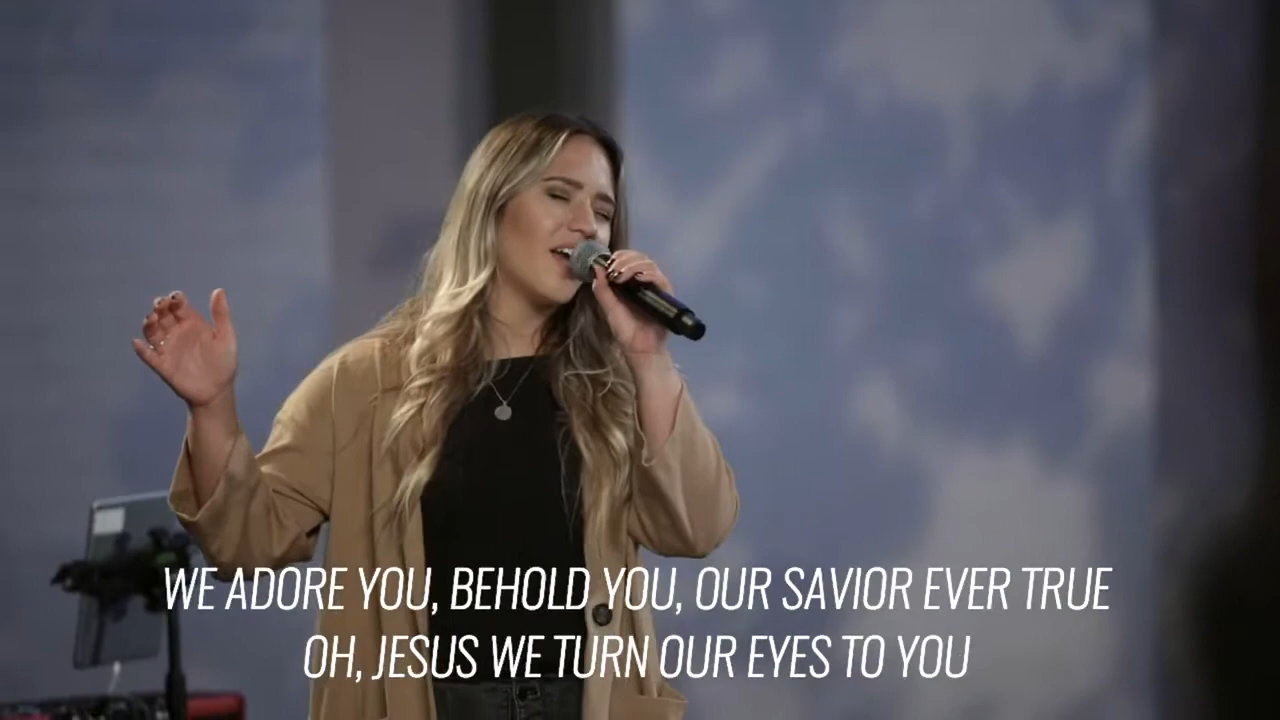 WE ADORE YOU, BEHOLD YOU, OUR SAVIOR EVER TRUE
OH, JESUS WE TURN OUR EYES TO YOU